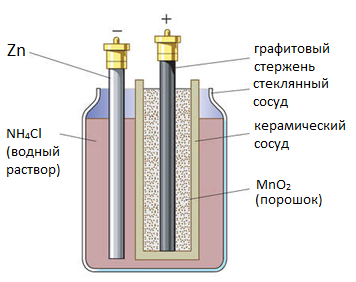 − +
Zn
графитовый
стержень
стеклянный
сосуд
NH₄Cl
(водный
раствор)
керамический
сосуд
MnO₂
(порошок)